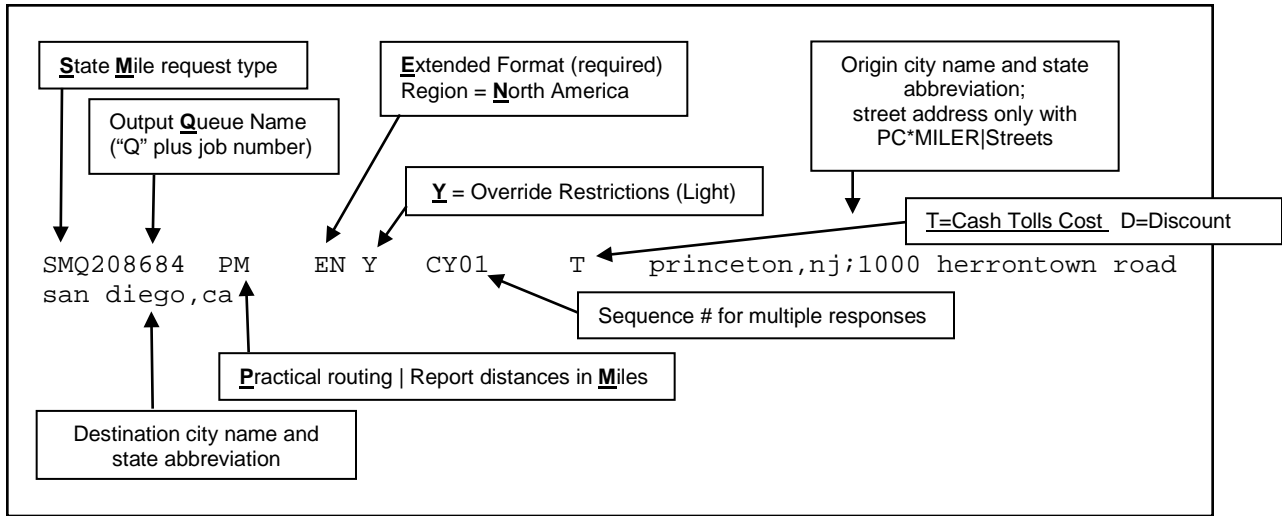 State Mile request type
Extended Format (required)
Region = North America
Origin city name and state
abbreviation;
street address only with
PC*MILER|Streets
Output Queue Name
("Q" plus job number)
Y = Override Restrictions (Light)
T=Cash Tolls Cost D=Discount
SMQ208684 PM EN Y CY01 T princeton,nj;1000 herrontown road
san diego,ca
Sequence # for multiple responses
Practical routing | Report distances in Miles
Destination city name and
state abbreviation